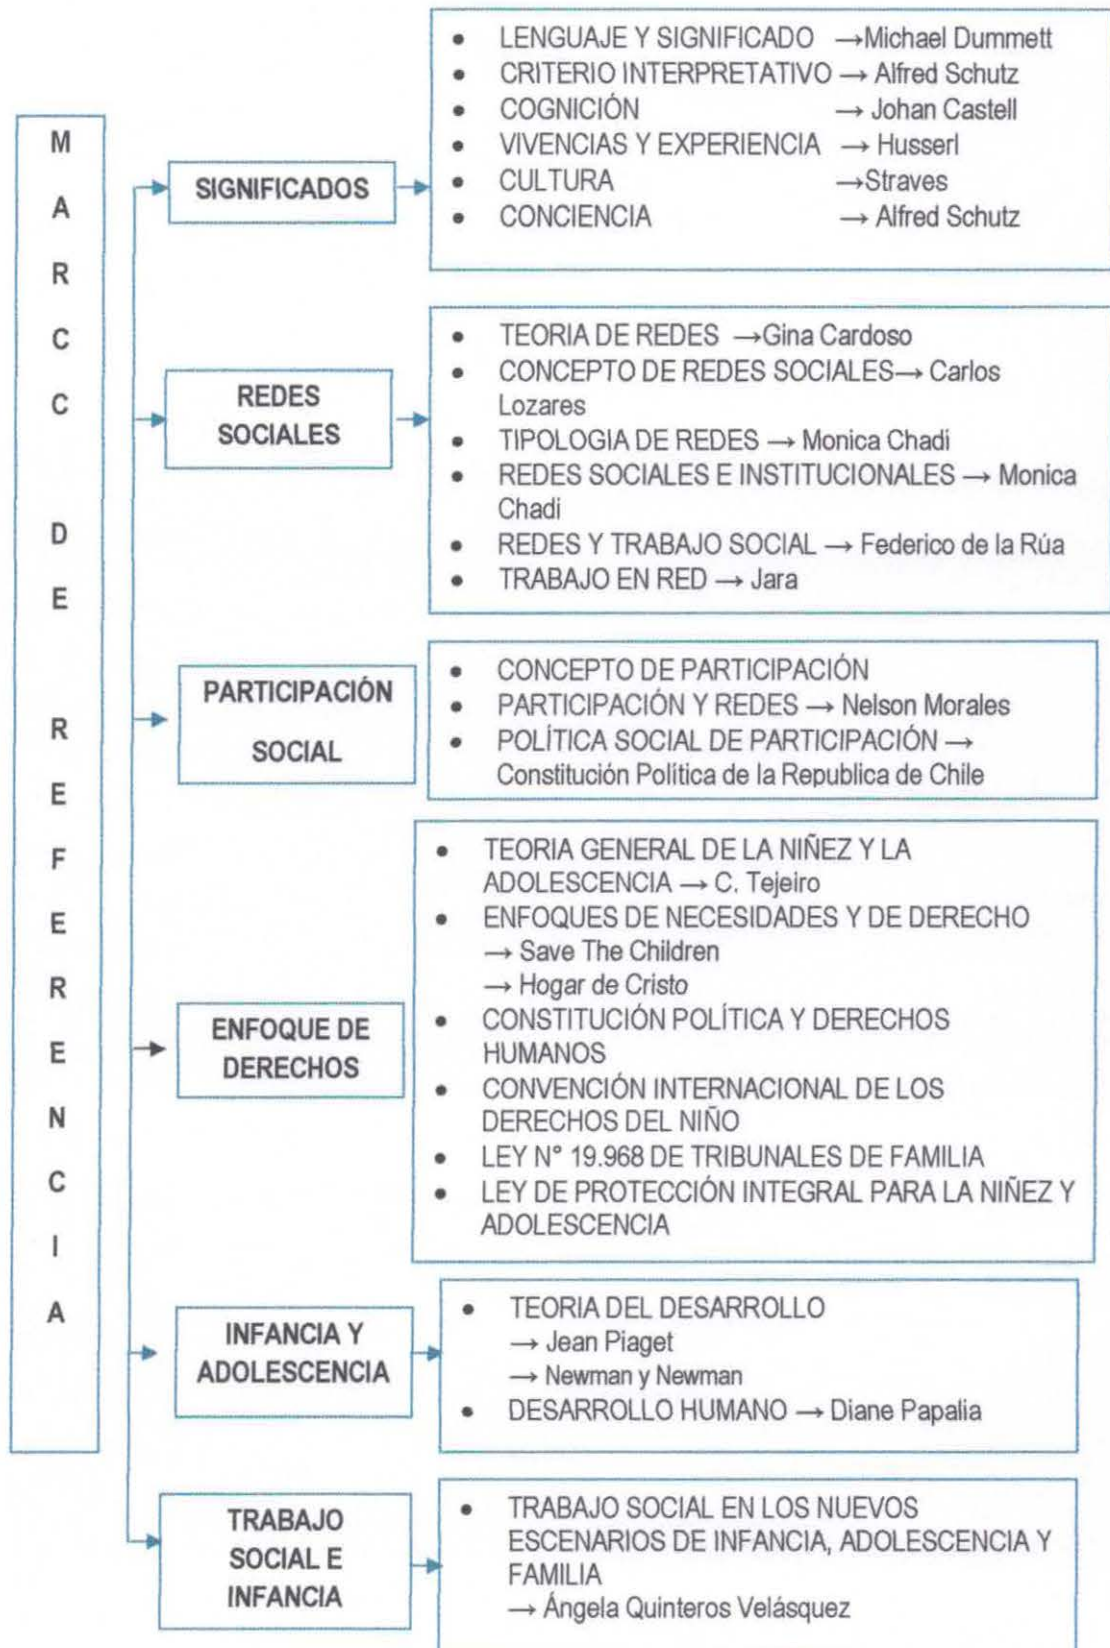 MARCC DE REFERENCIA
SIGNIFICADOS
• LENGUAJE Y SIGNIFICADO →Michael Dummett
• CRITERIO INTERPRETATIVO → Alfred Schutz
• COGNICIÓN → Johan Castell
• VIVENCIAS Y EXPERIENCIA → Husserl
• CULTURA →Straves
• CONCIENCIA → Alfred Schutz
REDES
SOCIALES
• TEORIA DE REDES →Gina Cardoso
• CONCEPTO DE REDES SOCIALES→ Carlos
Lozares
• TIPOLOGIA DE REDES → Monica Chadi
• REDES SOCIALES E INSTITUCIONALES → Monica
Chadi
• REDES Y TRABAJO SOCIAL → Federico de la Rúa
• TRABAJO EN RED → Jara
PARTICIPACIÓN
SOCIAL
• CONCEPTO DE PARTICIPACIÓN
• PARTICIPACIÓN Y REDES → Nelson Morales
• POLÍTICA SOCIAL DE PARTICIPACIÓN →
Constitución Política de la Republica de Chile
ENFOQUE DE
DERECHOS
• TEORIA GENERAL DE LA NIÑEZ Y LA
ADOLESCENCIA → C. Tejeiro
• ENFOQUES DE NECESIDADES Y DE DERECHO
→ Save The Children
→ Hogar de Cristo
• CONSTITUCIÓN POLÍTICA Y DERECHOS
HUMANOS
• CONVENCIÓN INTERNACIONAL DE LOS
DERECHOS DEL NIÑO
• LEY N° 19.968 DE TRIBUNALES DE FAMILIA
• LEY DE PROTECCIÓN INTEGRAL PARA LA NIÑEZ Y
ADOLESCENCIA
INFANCIA Y
ADOLESCENCIA
• TEORIA DEL DESARROLLO
→ Jean Piaget
→ Newman y Newman
• DESARROLLO HUMANO → Diane Papalia
TRABAJO
SOCIAL E
INFANCIA
• TRABAJO SOCIAL EN LOS NUEVOS
ESCENARIOS DE INFANCIA, ADOLESCENCIA Y
FAMILIA
→ Ángela Quinteros Velásquez